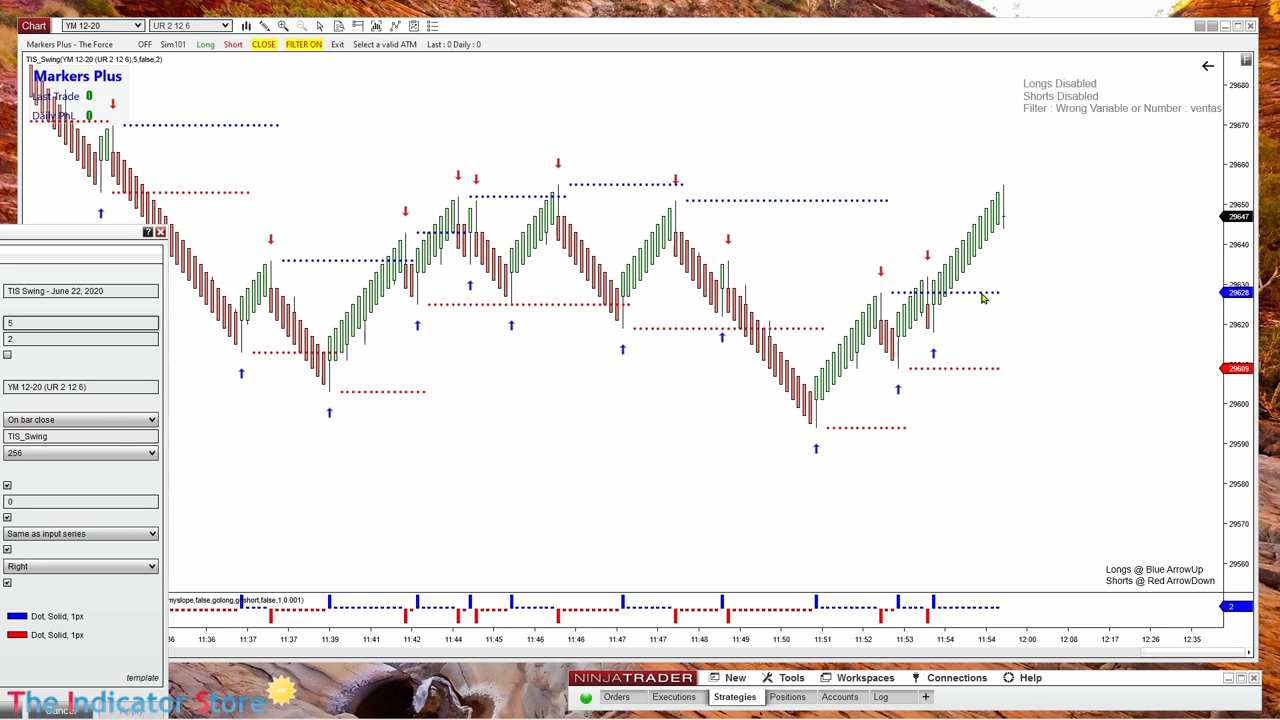 Chart YM 12-20 UR 2 12 6
Markers Plus - The Force OFF Sim101 Long Short CLOSE FILTER ON Exit Select a valid ATM Last : 0 Daily : 0
TIS_Swing(YM 12-20 (UR 2 12 6),5,false,2)
F
Markers Plus
Last Trade 0
Daily PnL 0
Longs Disabled
Shorts Disabled
Filter : Wrong Variable or Number : ventas
29680
29670
29660
29650
29647
29640
29630
29628
29620
29609
29600
29590
29580
29570
29560
?
TIS Swing - June 22, 2020
5
2
YM 12-20 (UR 2 12 6)
On bar close
TIS_Swing
256
0
Same as input series
Right
Dot, Solid, 1px
Dot, Solid, 1px
template
Cancel
Longs @ Blue ArrowUp
Shorts @ Red ArrowDown
2
11:36 11:37 11:37 11:39 11:41 11:42 11:44 11:45 11:46 11:46 11:47 11:47 11:50 11:51 11:53 11:54 11:54 12:00 12:08 12:17 12:26 12:35
NINJATRADER New Tools Workspaces Connections Help
Orders Executions Strategies Positions Accounts Log +
The Indicator Store